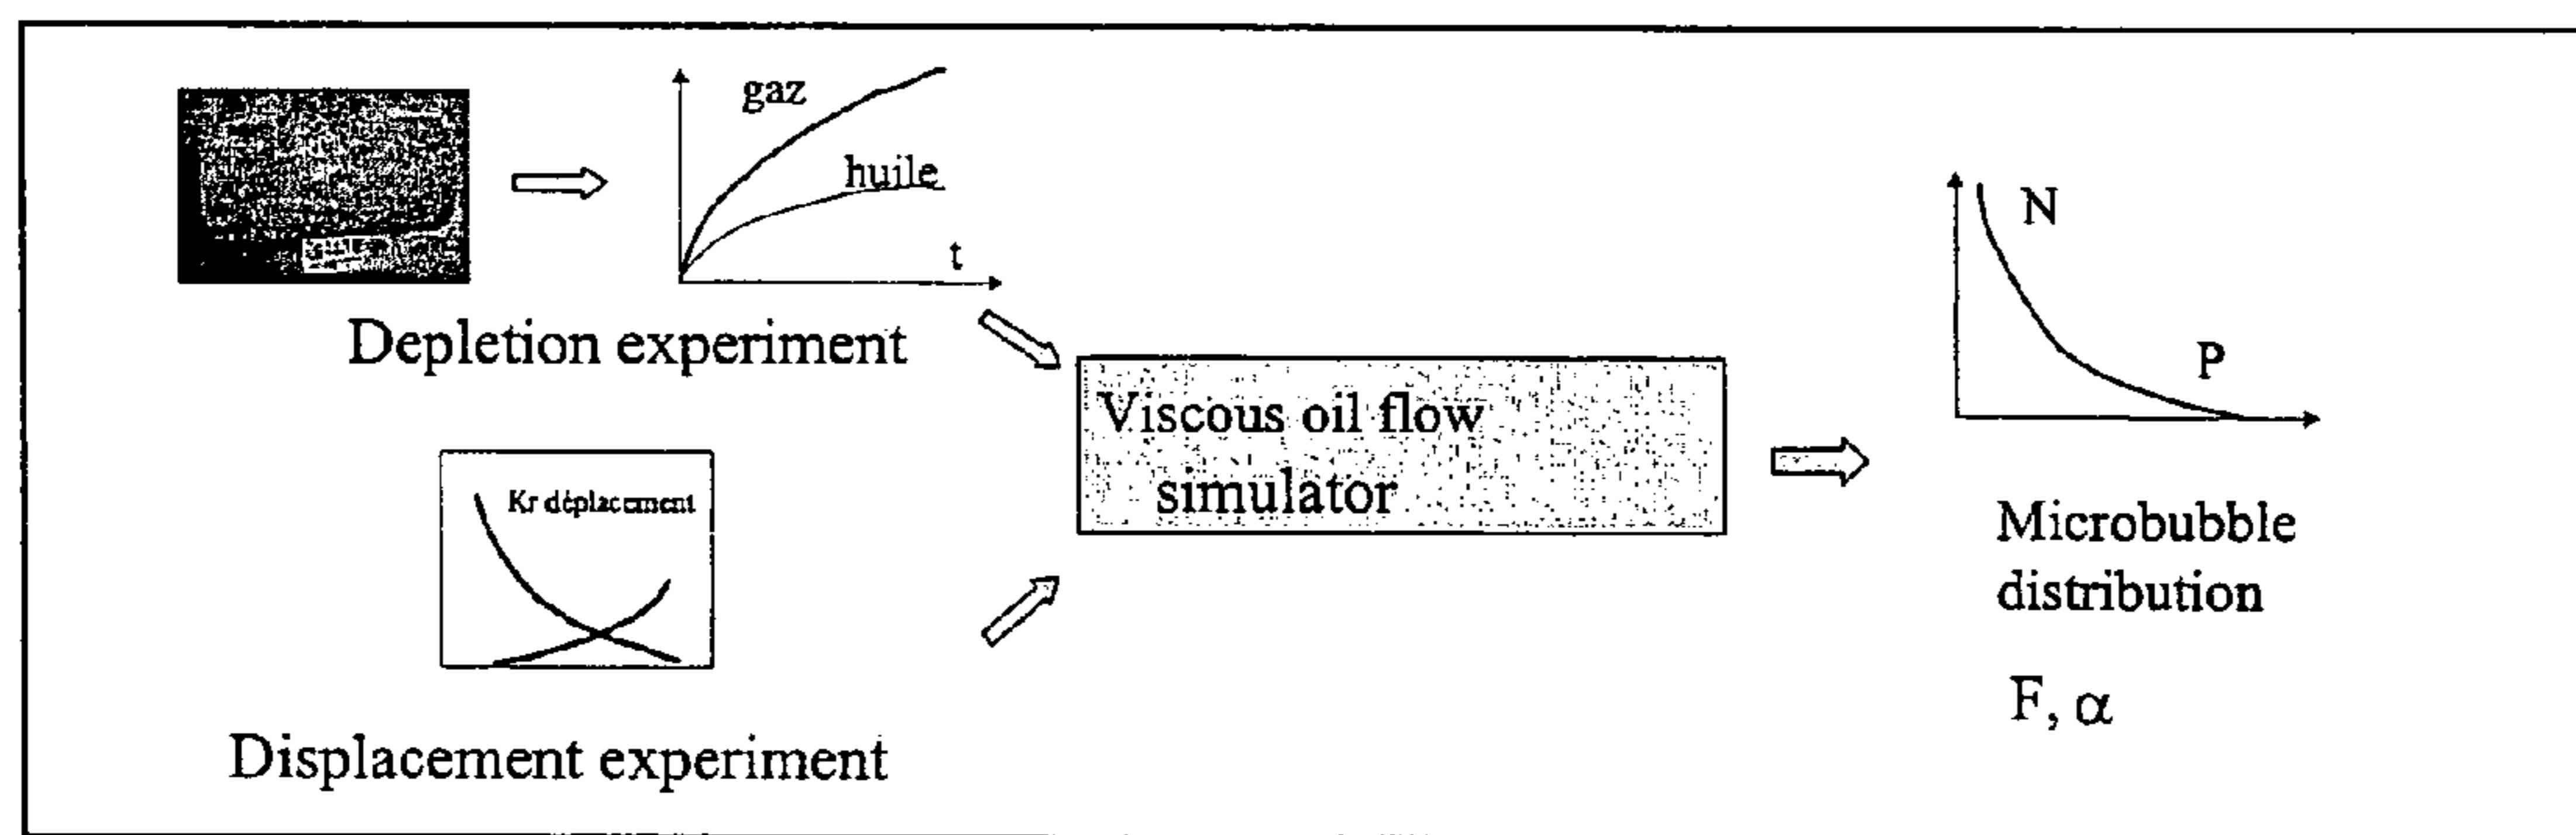 gaz
huile
t
Depletion experiment
Kr déplacement
Displacement experiment
Viscous oil flow
simulator
N
P
Microbubble
distribution
F, α